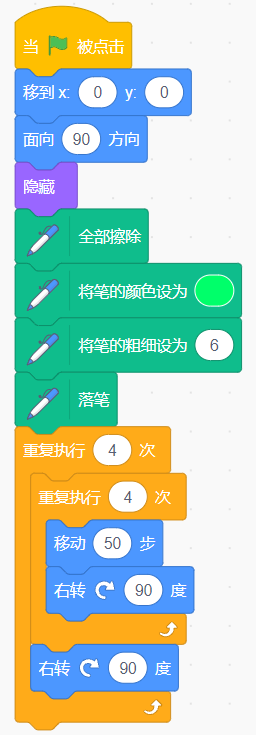 当 被点击
移到 x: 0 y: 0
面向 90 方向
隐藏
全部擦除
将笔的颜色设为
将笔的粗细设为 6
落笔
重复执行 4 次
重复执行 4 次
移动 50 步
右转 90 度
右转 90 度